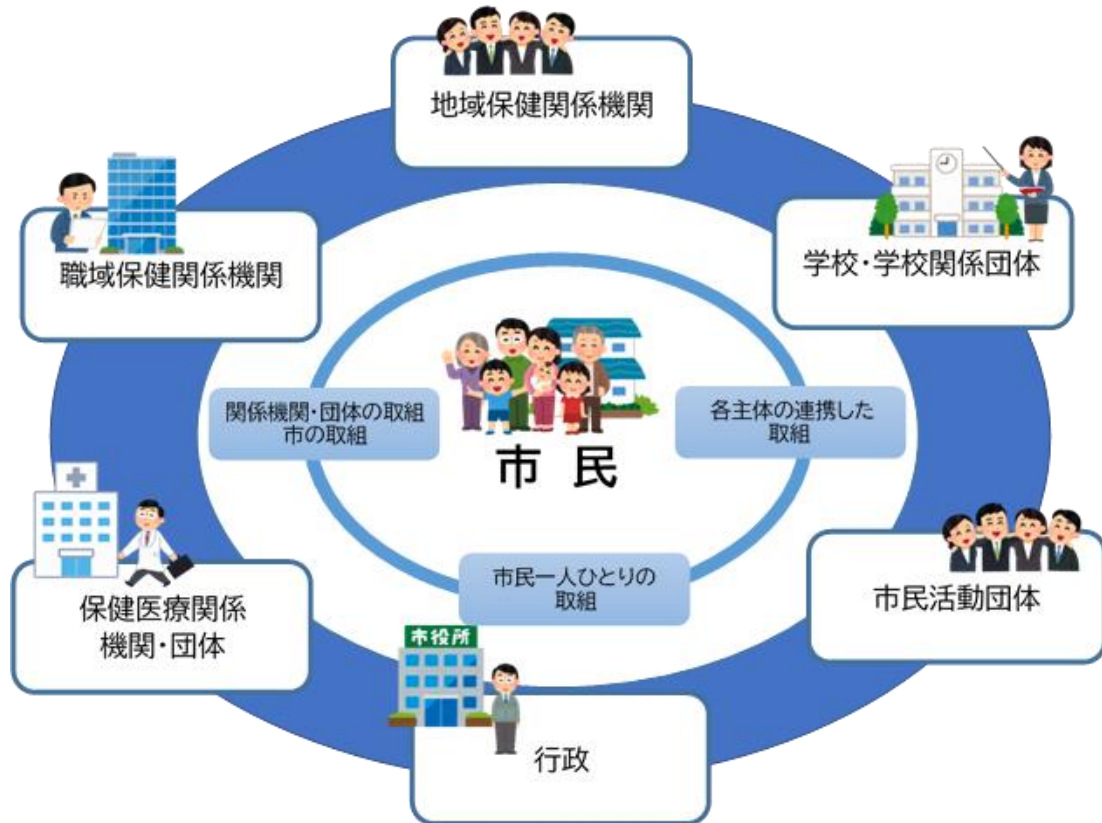 地域保健関係機関
職域保健関係機関
学校・学校関係団体
関係機関・団体の取組
市の取組
各主体の連携した
取組
市 民
市民一人ひとりの
取組
保健医療関係
機関・団体
市民活動団体
市役所
行政